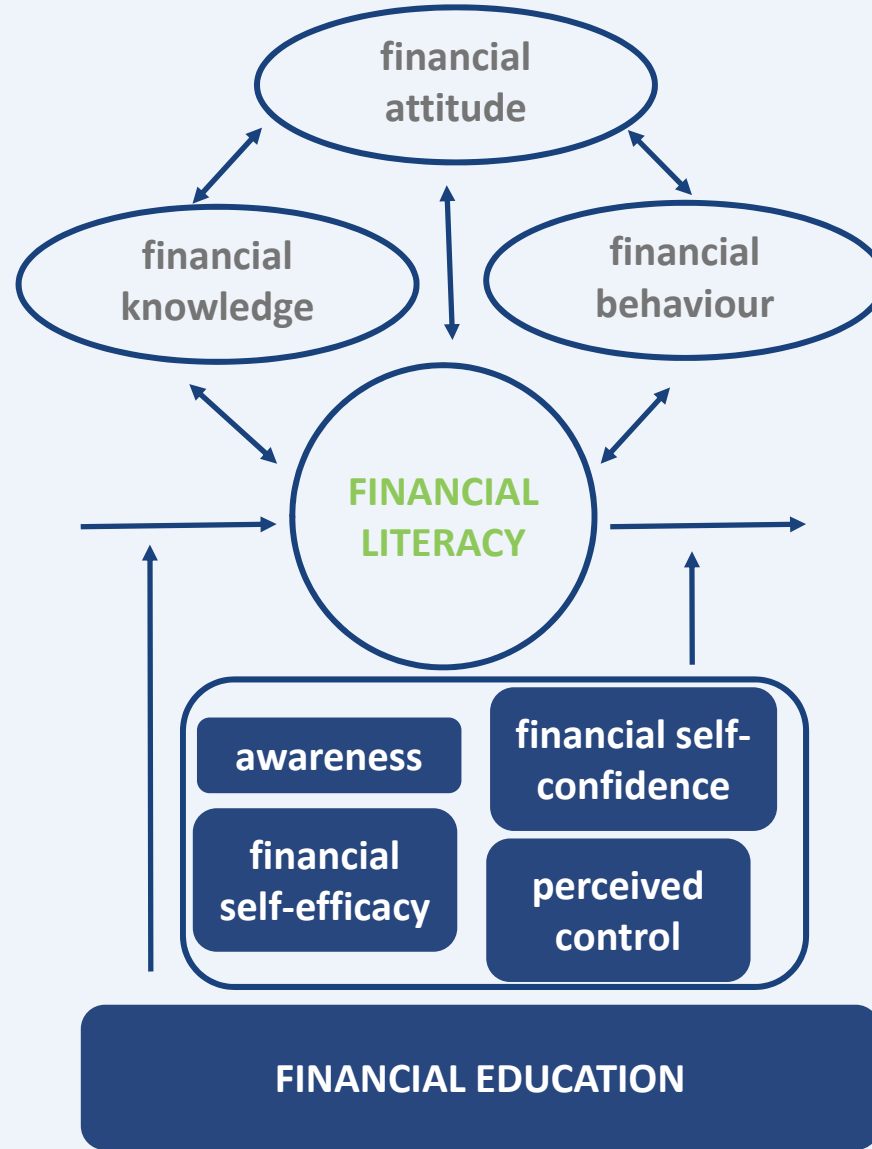 financial
attitude
financial
knowledge
financial
behaviour
FINANCIAL
LITERACY
awareness
financial self-
confidence
financial
self-efficacy
perceived
control
FINANCIAL EDUCATION